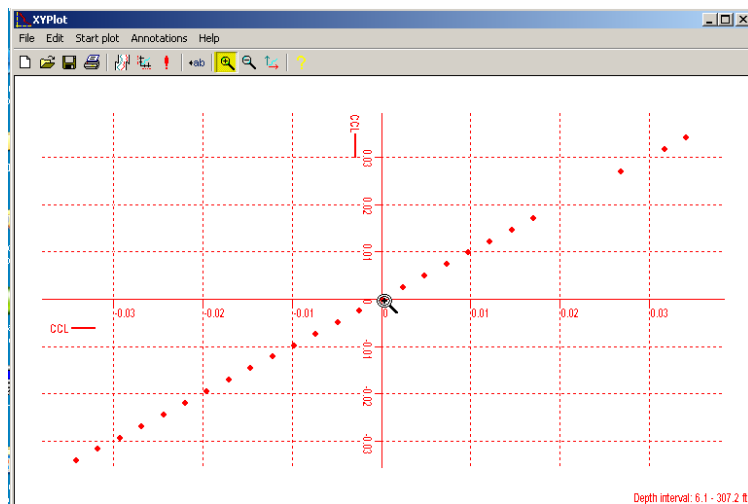 XYPlot
File Edit Start plot Annotations Help
ab
CCL
0.03
0.02
0.01
0
-0.03 -0.02 -0.01 0 0.01 0.02 0.03
CCL
-0.01
-0.02
-0.03
Depth interval: 6.1 - 307.2 ft